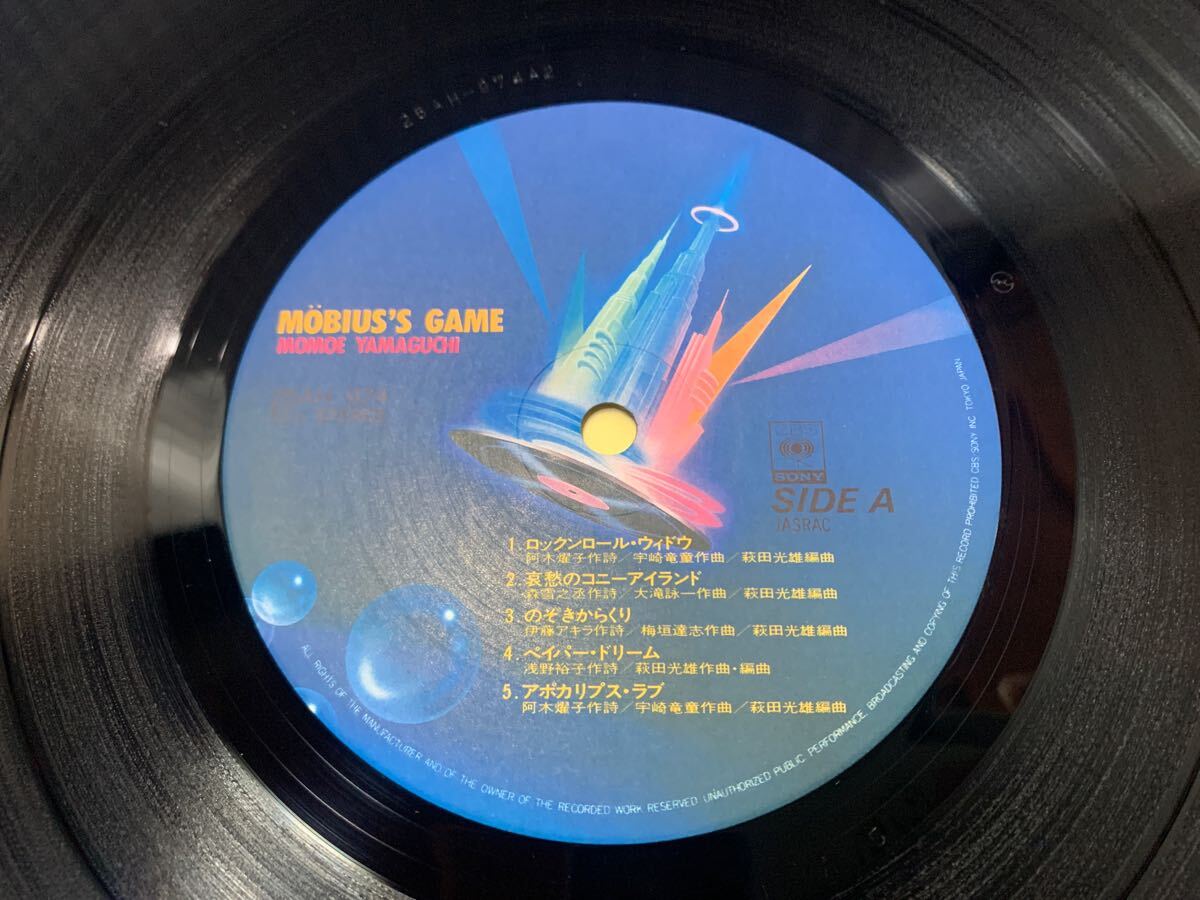 MÖBIUS'S GAME
MOMOE YAMAGUCHI
CBS
SONY
SIDE A
JASRAC
1. ロックンロール・ウィドウ
阿木燿子作詩/宇崎竜童作曲/萩田光雄編曲
2. 哀愁のコニーアイランド
森雪之丞作詩/大滝詠一作曲/萩田光雄編曲
3. のぞきからくり
伊藤アキラ作詩/梅垣達志作曲/萩田光雄編曲
4. ペイパー・ドリーム
浅野裕子作詩/萩田光雄作曲・編曲
5. アポカリプス・ラブ
阿木燿子作詩/宇崎竜童作曲/萩田光雄編曲
ALL RIGHTS OF THE MANUFACTURER AND OF THE OWNER OF THE RECORDED WORK RESERVED UNAUTHORIZED PUBLIC PERFORMANCE, BROADCASTING AND COPYING OF THIS RECORD PROHIBITED CBS/SONY INC. TOKYO JAPAN